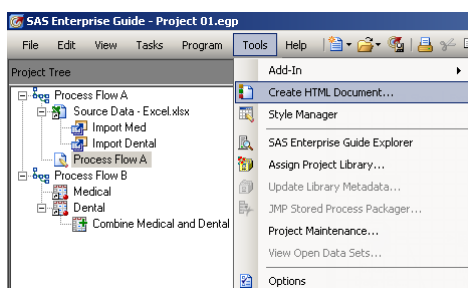 SAS Enterprise Guide - Project 01.egp
File Edit View Tasks Program Tools Help
Project Tree
Process Flow A
Source Data - Excel.xlsx
Import Med
Import Dental
Process Flow A
Process Flow B
Medical
Dental
Combine Medical and Dental
Add-In
Create HTML Document...
Style Manager
SAS Enterprise Guide Explorer
Assign Project Library...
Update Library Metadata...
JMP Stored Process Packager...
Project Maintenance...
View Open Data Sets...
Options